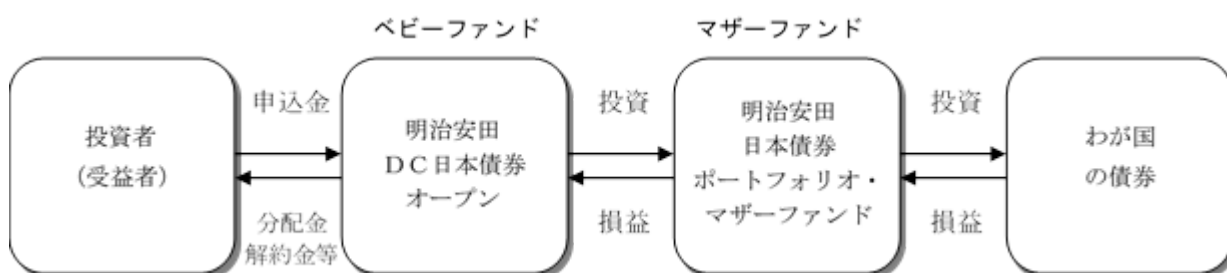 ベビーファンド
マザーファンド
投資者
(受益者)
申込金
分配金
解約金等
明治安田
ＤＣ日本債券
オープン
投資
損益
明治安田
日本債券
ポートフォリオ・
マザーファンド
投資
損益
わが国
の債券